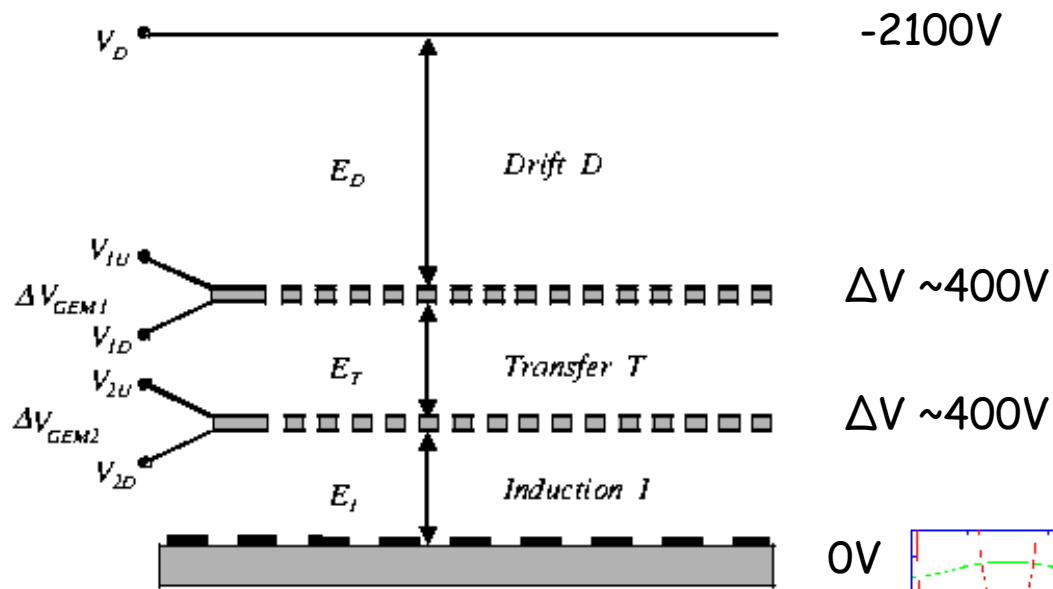 V_D -2100V
E_D Drift D
V_1U
ΔV_GEM1 ΔV ~400V
V_1D
E_T Transfer T
V_2U
ΔV_GEM2 ΔV ~400V
V_2D
E_I Induction I
0V